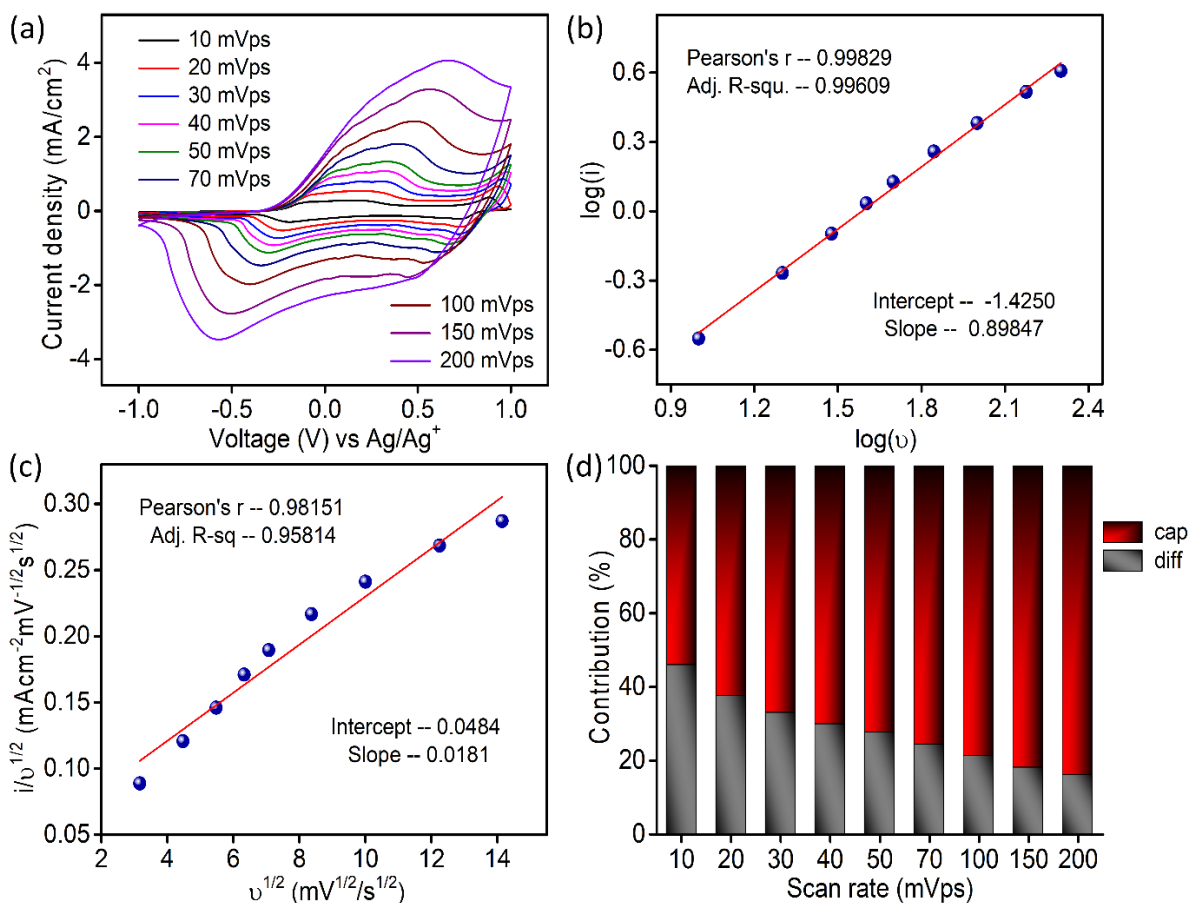 (a)
10 mVps
20 mVps
30 mVps
40 mVps
50 mVps
70 mVps
100 mVps
150 mVps
200 mVps
4
2
0
-2
-4
Current density (mA/cm²)
-1.0 -0.5 0.0 0.5 1.0
Voltage (V) vs Ag/Ag⁺
(b)
Pearson's r -- 0.99829
Adj. R-squ. -- 0.99609
Intercept -- -1.4250
Slope -- 0.89847
0.6
0.3
0.0
-0.3
-0.6
log(i)
0.9 1.2 1.5 1.8 2.1 2.4
log(υ)
(c)
Pearson's r -- 0.98151
Adj. R-sq -- 0.95814
Intercept -- 0.0484
Slope -- 0.0181
0.30
0.25
0.20
0.15
0.10
0.05
i/υ^1/2 (mAcm⁻²mV^-1/2s^1/2)
2 4 6 8 10 12 14
υ^1/2 (mV^1/2/s^1/2)
(d)
100
80
60
40
20
0
Contribution (%)
cap
diff
10 20 30 40 50 70 100 150 200
Scan rate (mVps)